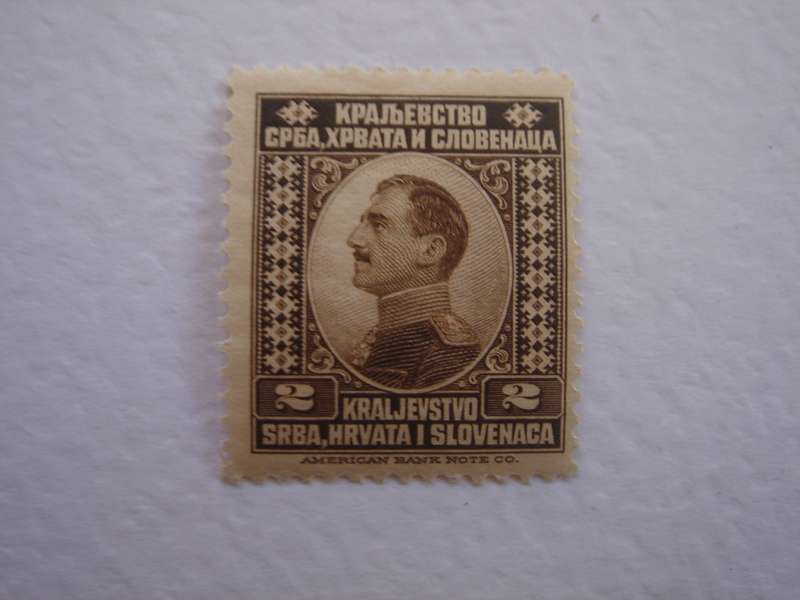 КРАЉЕВСТВО
СРБА, ХРВАТА И СЛОВЕНАЦА
2 KRALJEVSTVO 2
SRBA, HRVATA I SLOVENACA
AMERICAN BANK NOTE CO.